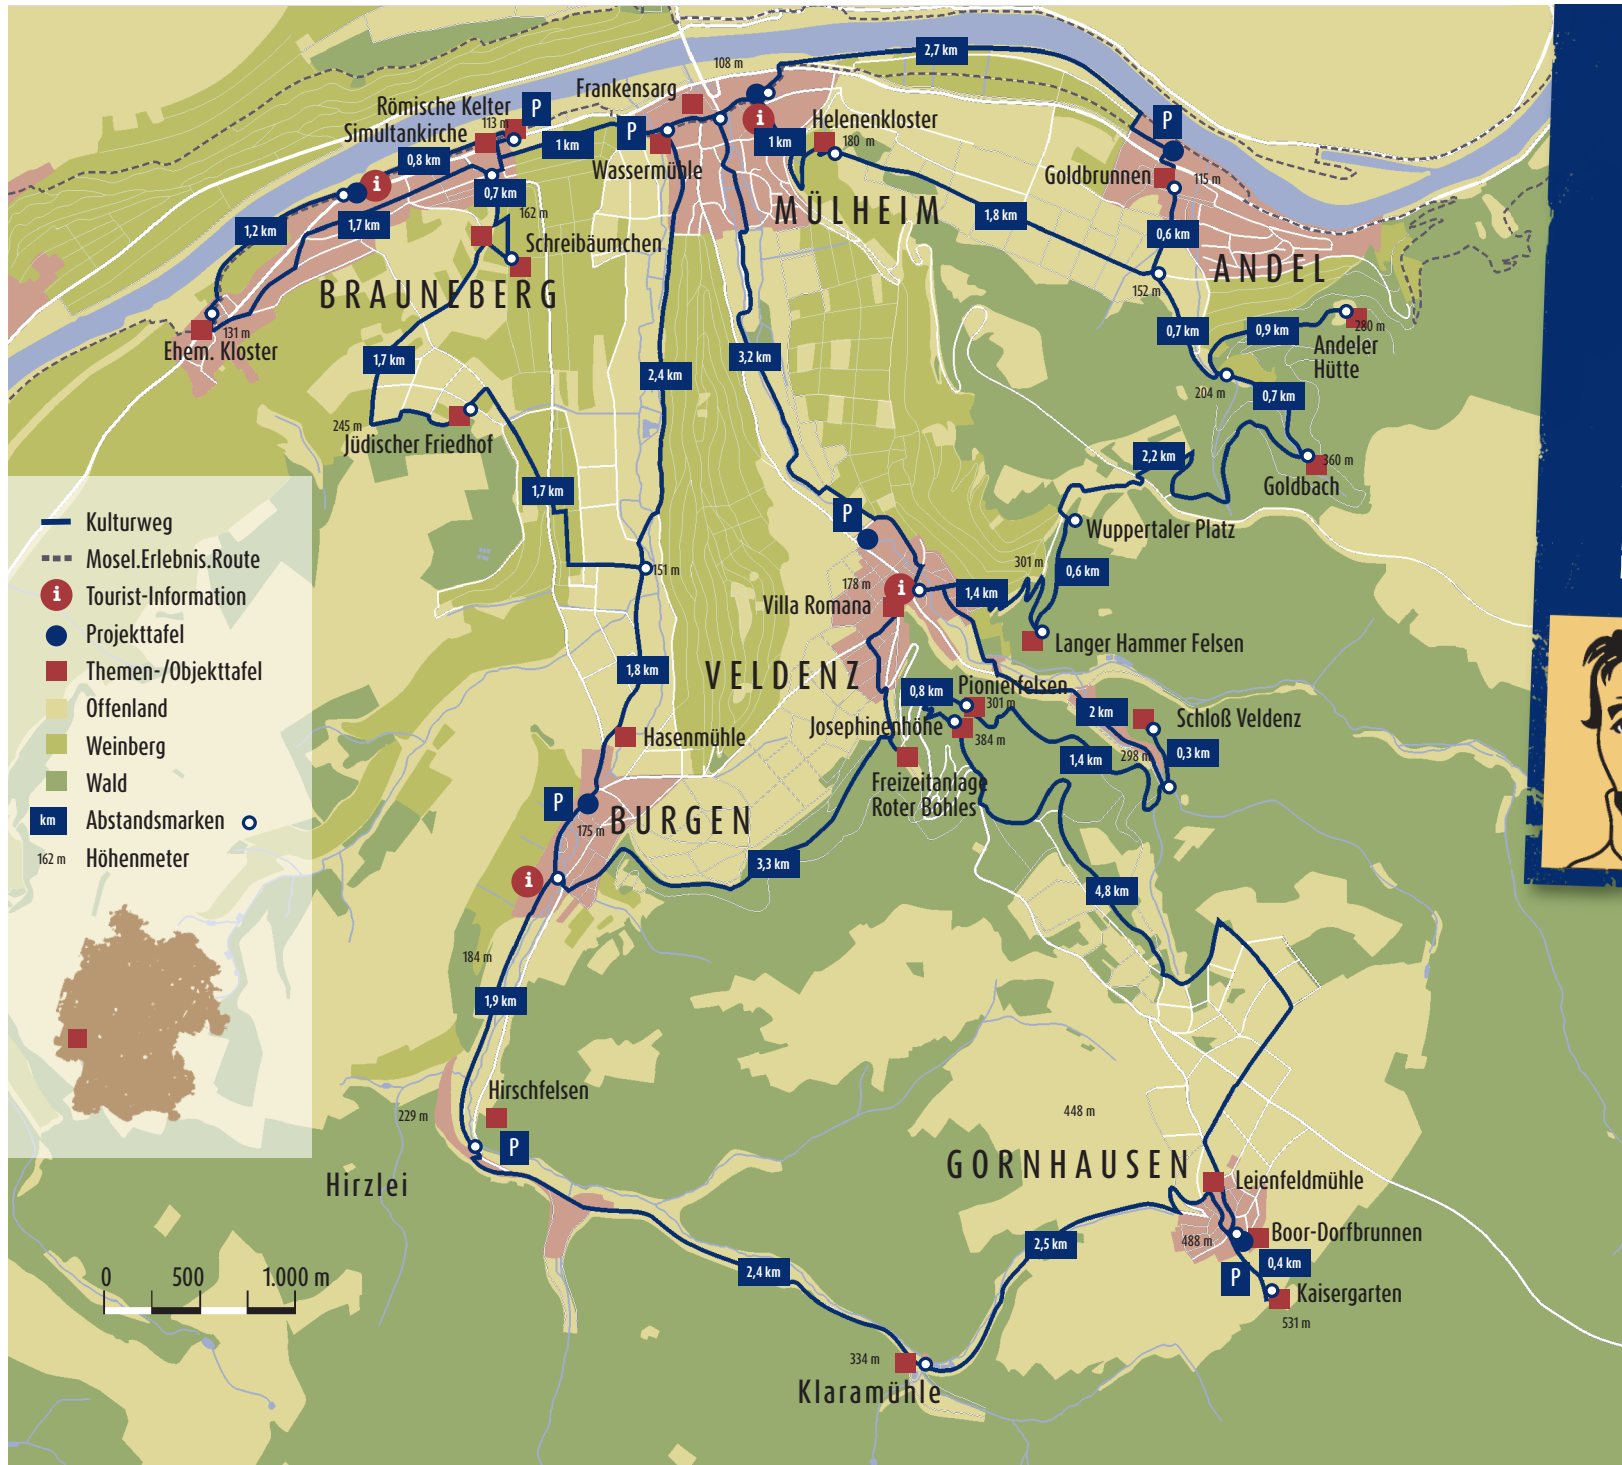 2,7 km
108 m
Frankensarg
Römische Kelter
P
113 m
Simultankirche
0,8 km
1 km
P
Wassermühle
i
1 km
Helenenkloster
180 m
P
Goldbrunnen
115 m
i
0,7 km
1,2 km
1,7 km
162 m
Schreibäumchen
MÜLHEIM
1,8 km
0,6 km
ANDEL
152 m
BRAUNEBERG
131 m
Ehem. Kloster
1,7 km
2,4 km
3,2 km
0,7 km
0,9 km
280 m
Andeler
Hütte
204 m
0,7 km
245 m
Jüdischer Friedhof
2,2 km
360 m
Goldbach
1,7 km
P
Wuppertaler Platz
151 m
301 m
0,6 km
178 m
i
1,4 km
Villa Romana
Langer Hammer Felsen
VELDENZ
1,8 km
0,8 km
Pionierfelsen
301 m
2 km
Schloß Veldenz
Josephinenhöhe
384 m
298 m
0,3 km
1,4 km
Hasenmühle
Freizeitanlage
Roter Böhles
P
BURGEN
175 m
3,3 km
i
4,8 km
184 m
1,9 km
Hirschfelsen
229 m
P
448 m
GORNHAUSEN
Hirzlei
Leienfeldmühle
Boor-Dorfbrunnen
488 m
2,5 km
0,4 km
P
Kaisergarten
531 m
2,4 km
334 m
Klaramühle
Kulturweg
Mosel.Erlebnis.Route
i Tourist-Information
Projekttafel
Themen-/Objekttafel
Offenland
Weinberg
Wald
km Abstandsmarken
162 m Höhenmeter
0 500 1.000 m